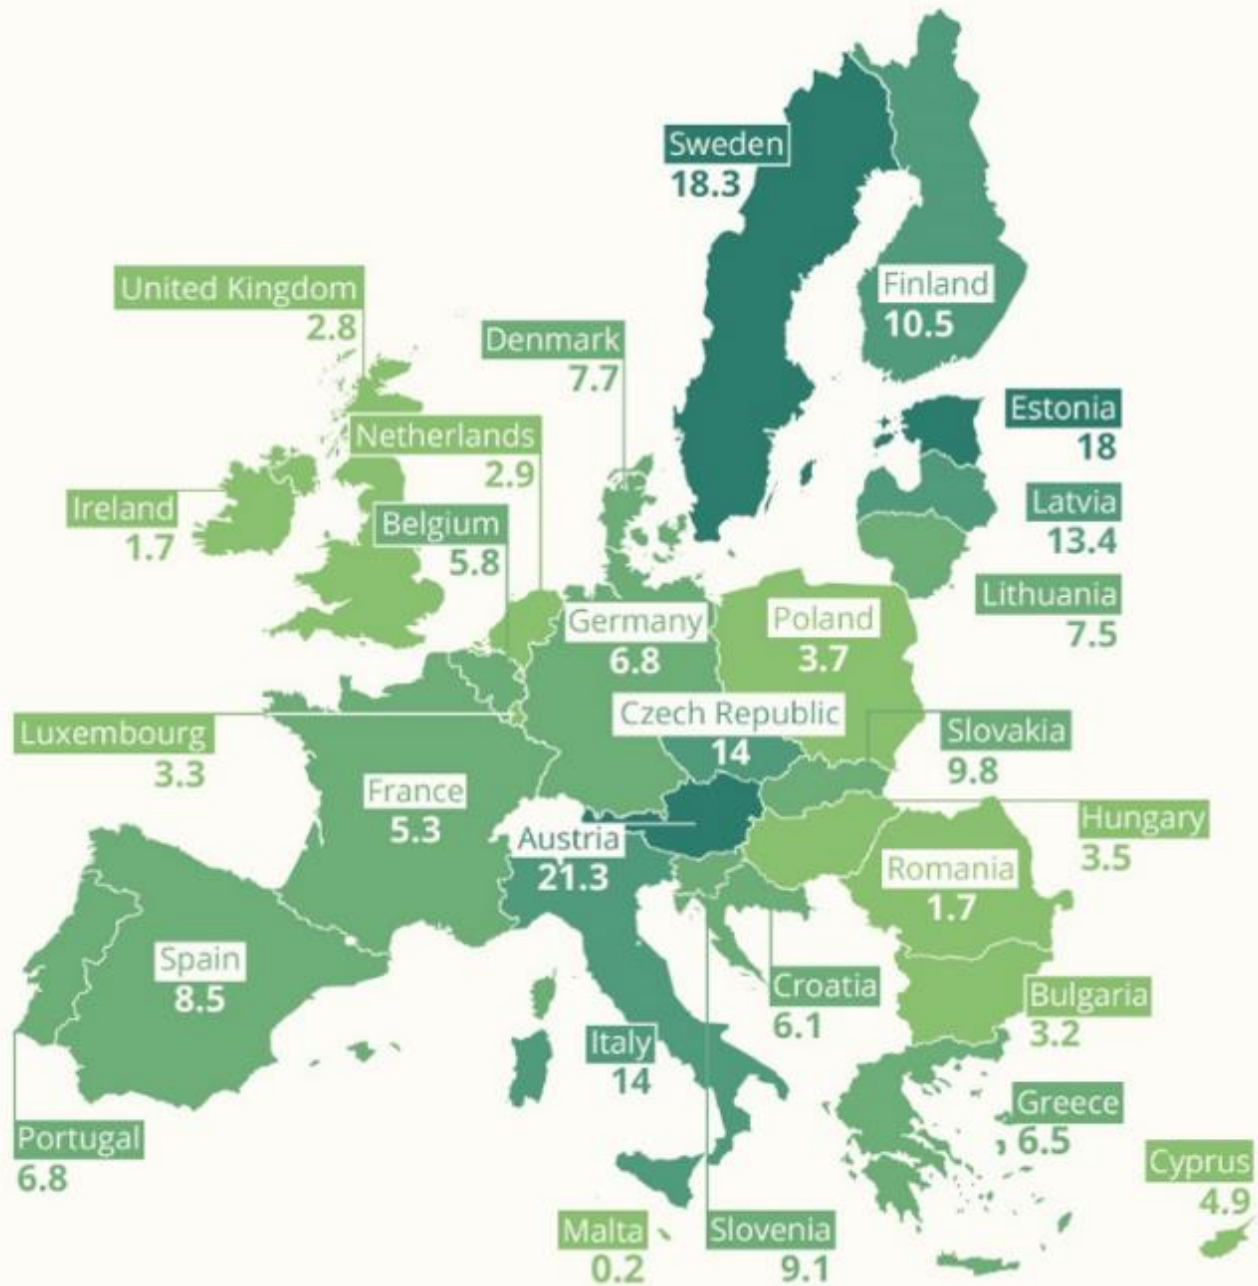 Sweden
18.3
Finland
10.5
United Kingdom
2.8
Denmark
7.7
Estonia
18
Netherlands
2.9
Latvia
13.4
Ireland
1.7
Belgium
5.8
Lithuania
7.5
Germany
6.8
Poland
3.7
Czech Republic
14
Luxembourg
3.3
Slovakia
9.8
France
5.3
Austria
21.3
Hungary
3.5
Romania
1.7
Spain
8.5
Croatia
6.1
Bulgaria
3.2
Italy
14
Greece
6.5
Portugal
6.8
Cyprus
4.9
Malta
0.2
Slovenia
9.1